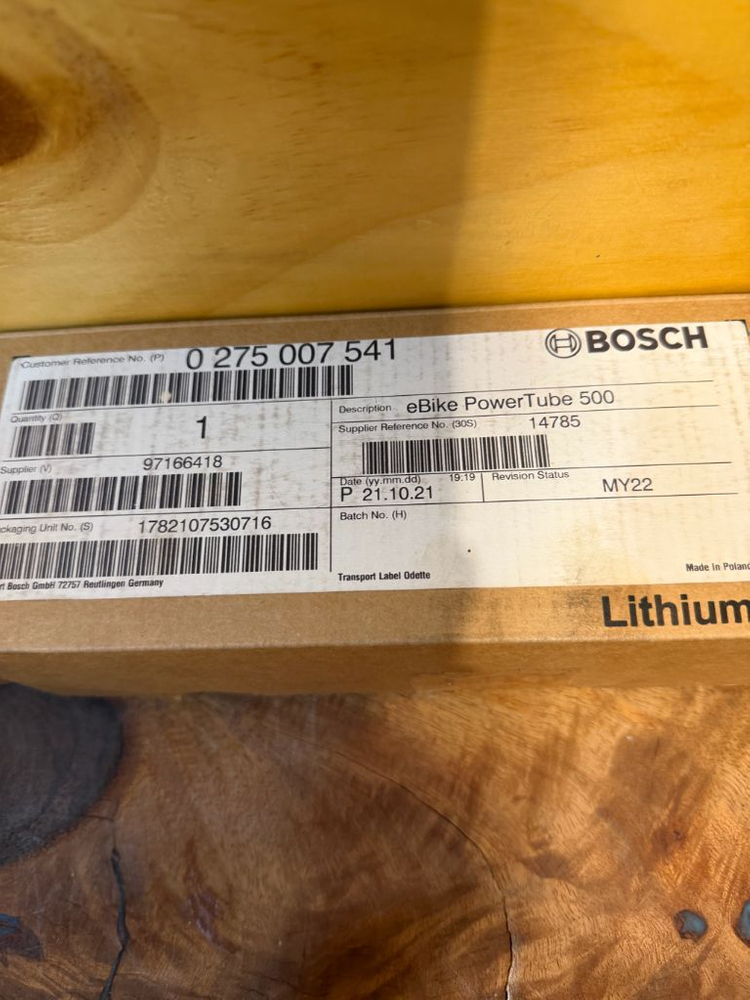 Customer Reference No. (P) 0 275 007 541
BOSCH
Quantity (Q) 1
Description eBike PowerTube 500
Supplier Reference No. (30S) 14785
Supplier (V) 97166418
Date (yy.mm.dd) 19.19
P 21.10.21
Revision Status MY22
ckaging Unit No. (S) 1782107530716
Batch No. (H)
rt Bosch GmbH 72757 Reutlingen Germany
Transport Label Odette
Made in Poland
Lithium